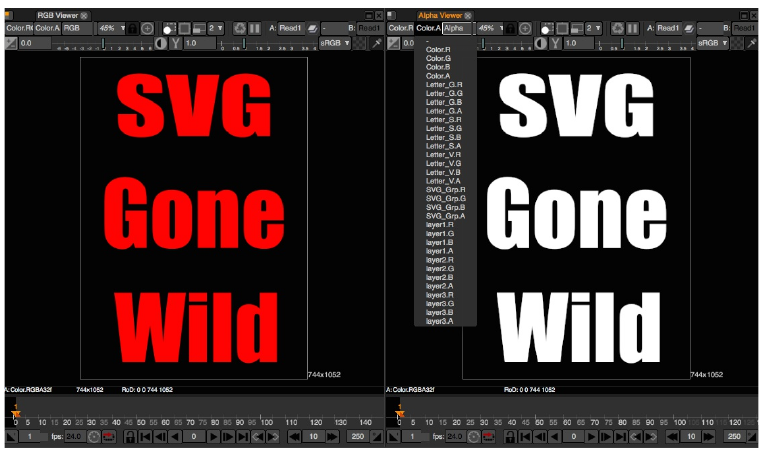 RGB Viewer
Color.R Color.A RGB 45% 2 A: Read1 - B: Read1
0.0 Y 1.0 sRGB
SVG
Gone
Wild
744x1052
A: Color.RGBA32f 744x1052 RoD: 0 0 744 1052
1
0 5 10 15 20 25 30 35 40 45 50 55 60 65 70 75 80 85 90 95 100 110 120 130 140
1 fps: 24.0 0 10 250
Alpha Viewer
Color.R Color.A Alpha 45% 2 A: Read1 - B: Read1
0.0 Y 1.0 sRGB
-
Color.R
Color.G
Color.B
Color.A
Letter_G.R
Letter_G.G
Letter_G.B
Letter_G.A
Letter_S.R
Letter_S.G
Letter_S.B
Letter_S.A
Letter_V.R
Letter_V.G
Letter_V.B
Letter_V.A
SVG_Grp.R
SVG_Grp.G
SVG_Grp.B
SVG_Grp.A
layer1.R
layer1.G
layer1.B
layer1.A
layer2.R
layer2.G
layer2.B
layer2.A
layer3.R
layer3.G
layer3.B
layer3.A
SVG
Gone
Wild
744x1052
A: Color.RGBA32f RoD: 0 0 744 1052
1
0 5 10 15 20 25 30 35 40 45 50 55 60 65 70 75 80 85 90 95 100 110 120
1 fps: 24.0 0 10 250